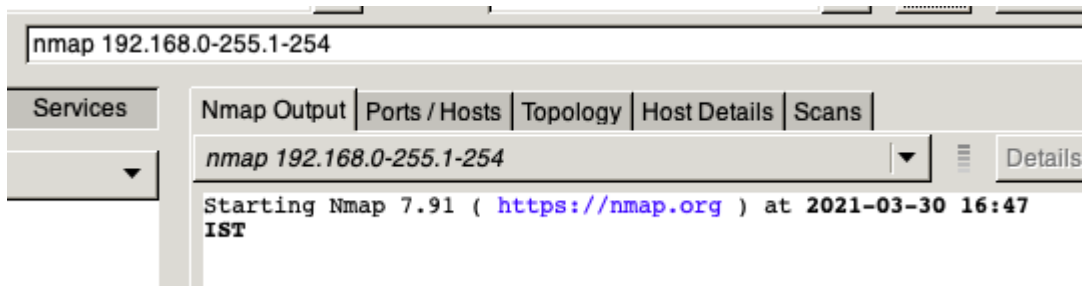 nmap 192.168.0-255.1-254
Services
Nmap Output Ports / Hosts Topology Host Details Scans
nmap 192.168.0-255.1-254
Details
Starting Nmap 7.91 ( https://nmap.org ) at 2021-03-30 16:47
IST